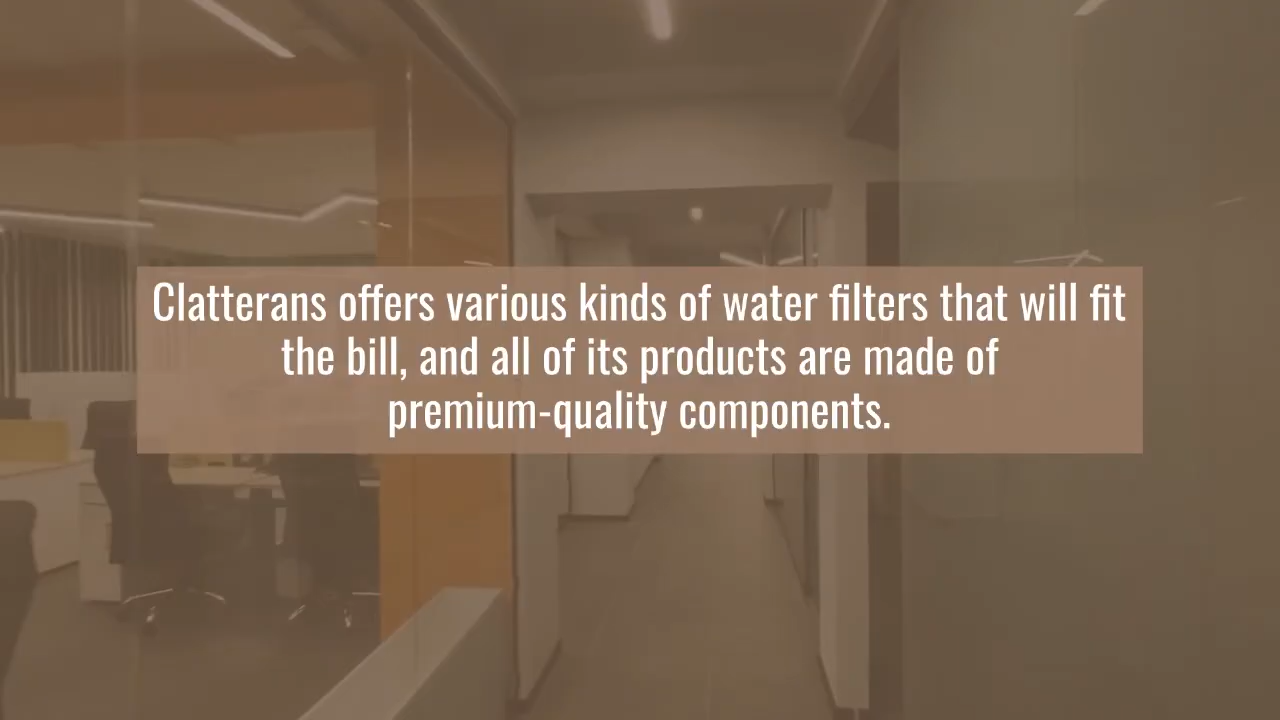 Clatterans offers various kinds of water filters that will fit
the bill, and all of its products are made of
premium-quality components.